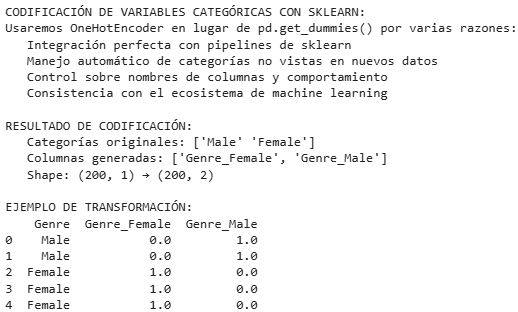 CODIFICACIÓN DE VARIABLES CATEGÓRICAS CON SKLEARN:
Usaremos OneHotEncoder en lugar de pd.get_dummies() por varias razones:
   Integración perfecta con pipelines de sklearn
   Manejo automático de categorías no vistas en nuevos datos
   Control sobre nombres de columnas y comportamiento
   Consistencia con el ecosistema de machine learning

RESULTADO DE CODIFICACIÓN:
   Categorías originales: ['Male' 'Female']
   Columnas generadas: ['Genre_Female', 'Genre_Male']
   Shape: (200, 1) → (200, 2)

EJEMPLO DE TRANSFORMACIÓN:
    Genre  Genre_Female  Genre_Male
0    Male           0.0         1.0
1    Male           0.0         1.0
2  Female           1.0         0.0
3  Female           1.0         0.0
4  Female           1.0         0.0